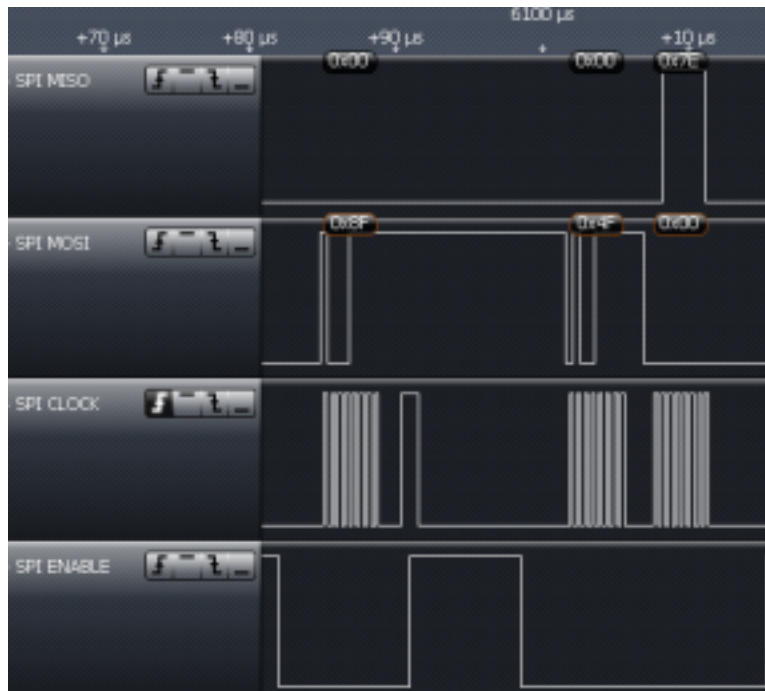 6100 µs
+70 µs +80 µs +90 µs +10 µs
0x00 0x00 0x7E
SPI MISO
0x8F 0x4F 0x00
SPI MOSI
SPI CLOCK
SPI ENABLE